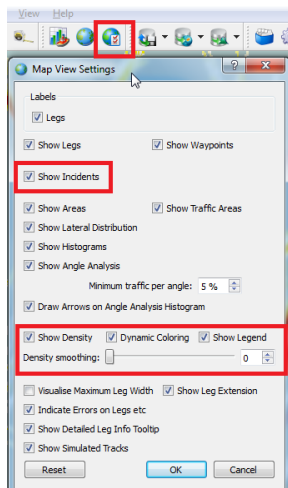 View Help
Map View Settings
Labels
Legs
Show Legs Show Waypoints
Show Incidents
Show Areas Show Traffic Areas
Show Lateral Distribution
Show Histograms
Show Angle Analysis
Minimum traffic per angle: 5 %
Draw Arrows on Angle Analysis Histogram
Show Density Dynamic Coloring Show Legend
Density smoothing: 0
Visualise Maximum Leg Width Show Leg Extension
Indicate Errors on Legs etc
Show Detailed Leg Info Tooltip
Show Simulated Tracks
Reset OK Cancel